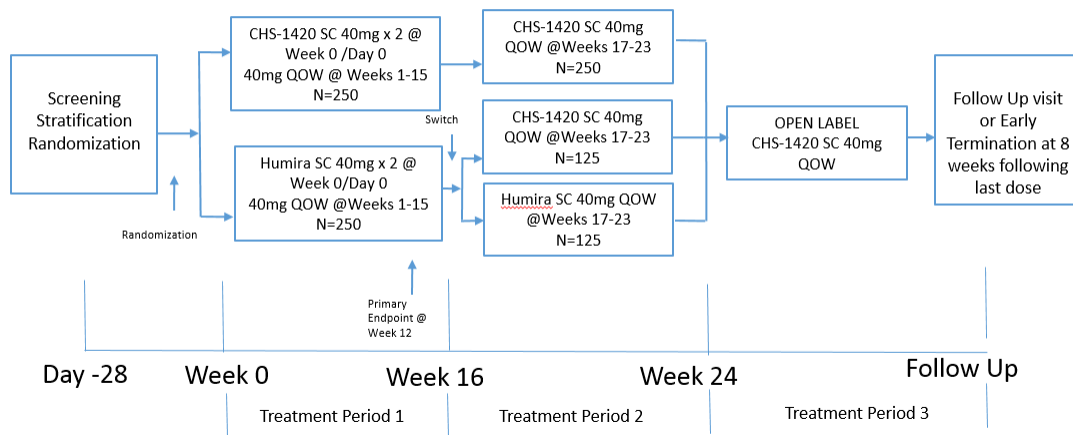 Screening
Stratification
Randomization
Randomization
CHS-1420 SC 40mg x 2 @
Week 0 /Day 0
40mg QOW @ Weeks 1-15
N=250
Humira SC 40mg x 2 @
Week 0/Day 0
40mg QOW @Weeks 1-15
N=250
Primary
Endpoint @
Week 12
Switch
CHS-1420 SC 40mg
QOW @Weeks 17-23
N=250
CHS-1420 SC 40mg
QOW @Weeks 17-23
N=125
Humira SC 40mg QOW
@Weeks 17-23
N=125
OPEN LABEL
CHS-1420 SC 40mg
QOW
Follow Up visit
or Early
Termination at 8
weeks following
last dose
Day -28
Week 0
Week 16
Week 24
Follow Up
Treatment Period 1
Treatment Period 2
Treatment Period 3